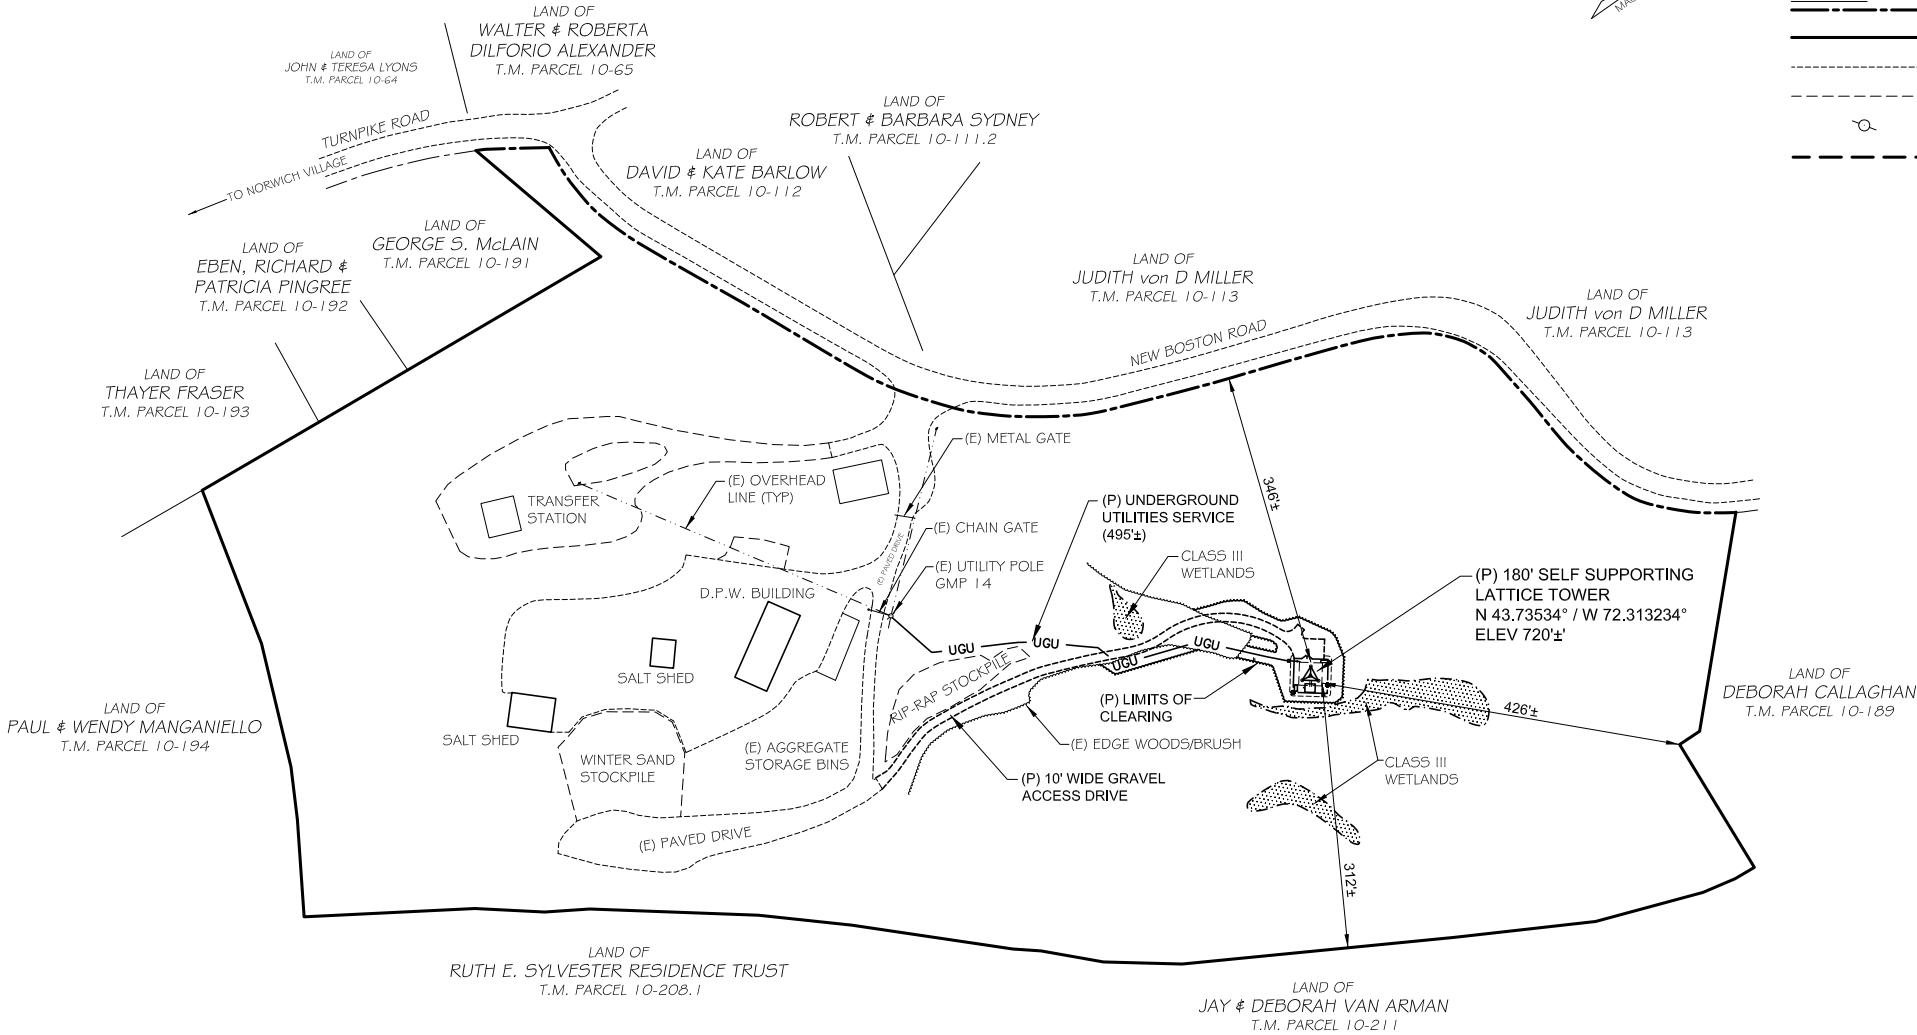 LAND OF
WALTER & ROBERTA
DILFORIO ALEXANDER
T.M. PARCEL 10-65
LAND OF
JOHN & TERESA LYONS
T.M. PARCEL 10-64
TURNPIKE ROAD
TO NORWICH VILLAGE
LAND OF
ROBERT & BARBARA SYDNEY
T.M. PARCEL 10-111.2
LAND OF
DAVID & KATE BARLOW
T.M. PARCEL 10-112
LAND OF
GEORGE S. McLAIN
T.M. PARCEL 10-191
LAND OF
EBEN, RICHARD &
PATRICIA PINGREE
T.M. PARCEL 10-192
LAND OF
THAYER FRASER
T.M. PARCEL 10-193
LAND OF
JUDITH von D MILLER
T.M. PARCEL 10-113
LAND OF
JUDITH von D MILLER
T.M. PARCEL 10-113
NEW BOSTON ROAD
(E) METAL GATE
(E) OVERHEAD
LINE (TYP)
TRANSFER
STATION
(E) CHAIN GATE
(E) PAVED DRIVE
(E) UTILITY POLE
GMP 14
D.P.W. BUILDING
(P) UNDERGROUND
UTILITIES SERVICE
(495'±)
CLASS III
WETLANDS
346'±
(P) 180' SELF SUPPORTING
LATTICE TOWER
N 43.73534° / W 72.313234°
ELEV 720'±'
UGU
UGU
UGU
UGU
SALT SHED
SALT SHED
RIP-RAP STOCKPILE
(P) LIMITS OF
CLEARING
426'±
LAND OF
DEBORAH CALLAGHAN
T.M. PARCEL 10-189
LAND OF
PAUL & WENDY MANGANIELLO
T.M. PARCEL 10-194
WINTER SAND
STOCKPILE
(E) AGGREGATE
STORAGE BINS
(E) EDGE WOODS/BRUSH
(P) 10' WIDE GRAVEL
ACCESS DRIVE
CLASS III
WETLANDS
(E) PAVED DRIVE
312'±
LAND OF
RUTH E. SYLVESTER RESIDENCE TRUST
T.M. PARCEL 10-208.1
LAND OF
JAY & DEBORAH VAN ARMAN
T.M. PARCEL 10-211